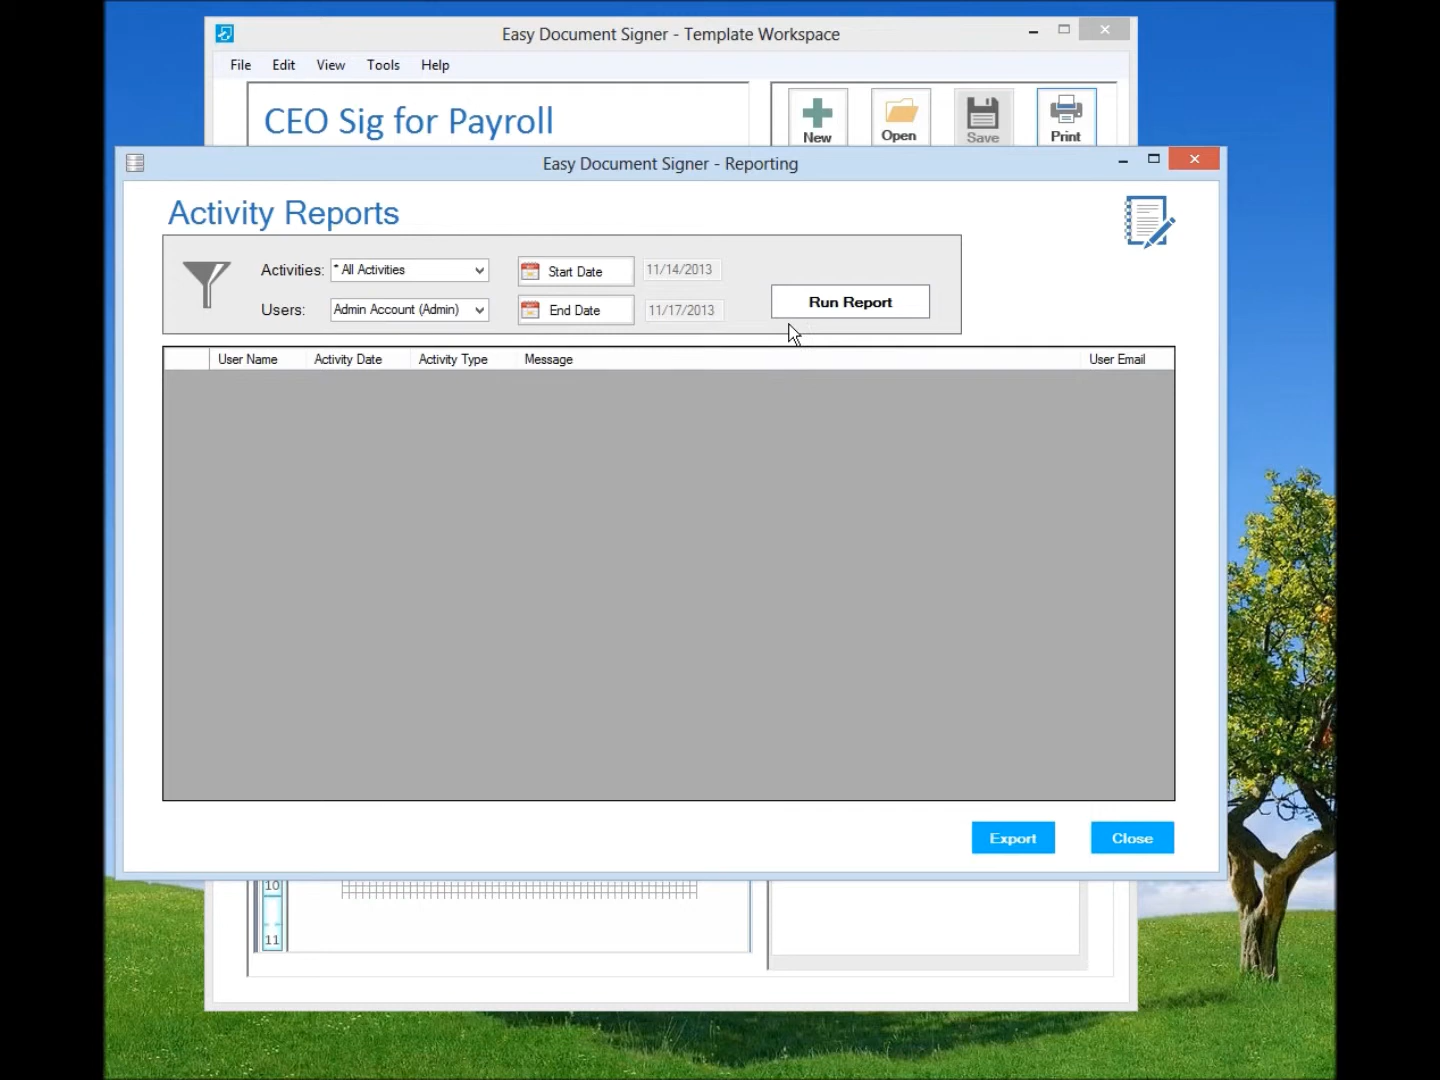 Easy Document Signer - Template Workspace
File Edit View Tools Help
CEO Sig for Payroll
New Open Save Print
Easy Document Signer - Reporting
Activity Reports
Activities: * All Activities Start Date 11/14/2013
Users: Admin Account (Admin) End Date 11/17/2013
Run Report
User Name Activity Date Activity Type Message User Email
Export Close
10
11